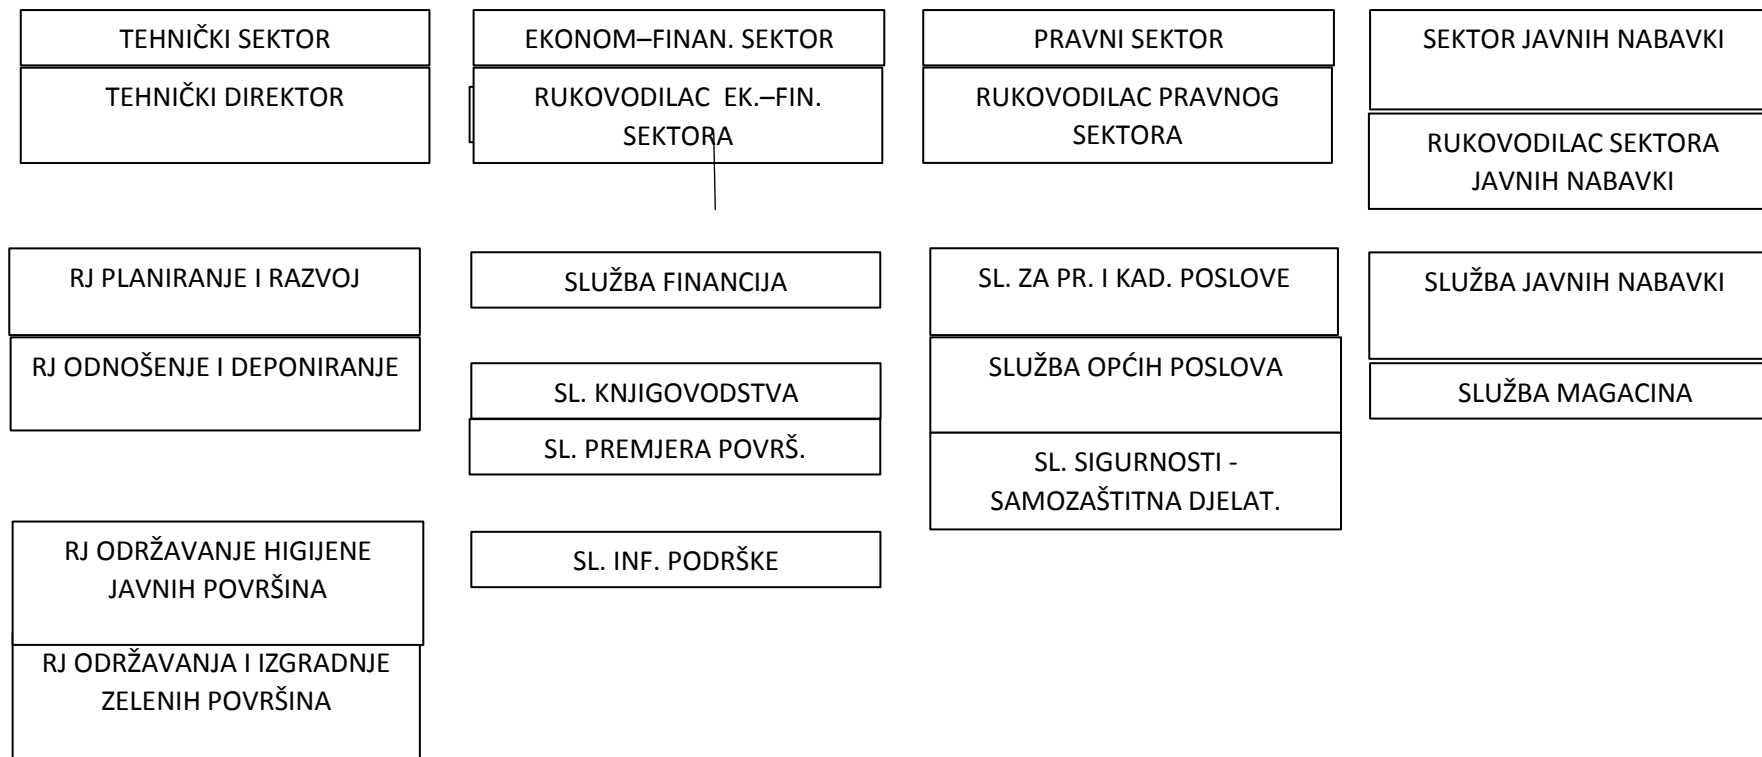 TEHNIČKI SEKTOR
TEHNIČKI DIREKTOR
RJ PLANIRANJE I RAZVOJ
RJ ODNOŠENJE I DEPONIRANJE
RJ ODRŽAVANJE HIGIJENE
JAVNIH POVRŠINA
RJ ODRŽAVANJA I IZGRADNJE
ZELENIH POVRŠINA
EKONOM–FINAN. SEKTOR
RUKOVODILAC EK.–FIN.
SEKTORA
SLUŽBA FINANCIJA
SL. KNJIGOVODSTVA
SL. PREMJERA POVRŠ.
SL. INF. PODRŠKE
PRAVNI SEKTOR
RUKOVODILAC PRAVNOG
SEKTORA
SL. ZA PR. I KAD. POSLOVE
SLUŽBA OPĆIH POSLOVA
SL. SIGURNOSTI -
SAMOZAŠTITNA DJELAT.
SEKTOR JAVNIH NABAVKI
RUKOVODILAC SEKTORA
JAVNIH NABAVKI
SLUŽBA JAVNIH NABAVKI
SLUŽBA MAGACINA